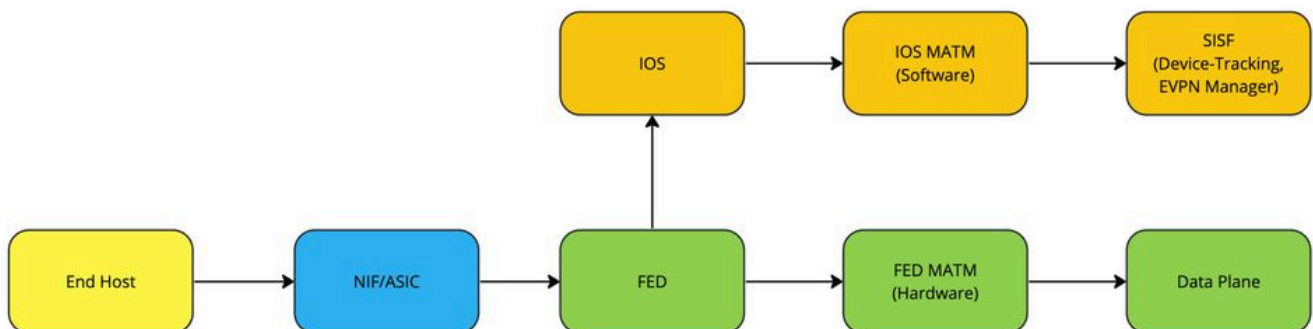 IOS
IOS MATM
(Software)
SISF
(Device-Tracking,
EVPN Manager)
End Host
NIF/ASIC
FED
FED MATM
(Hardware)
Data Plane